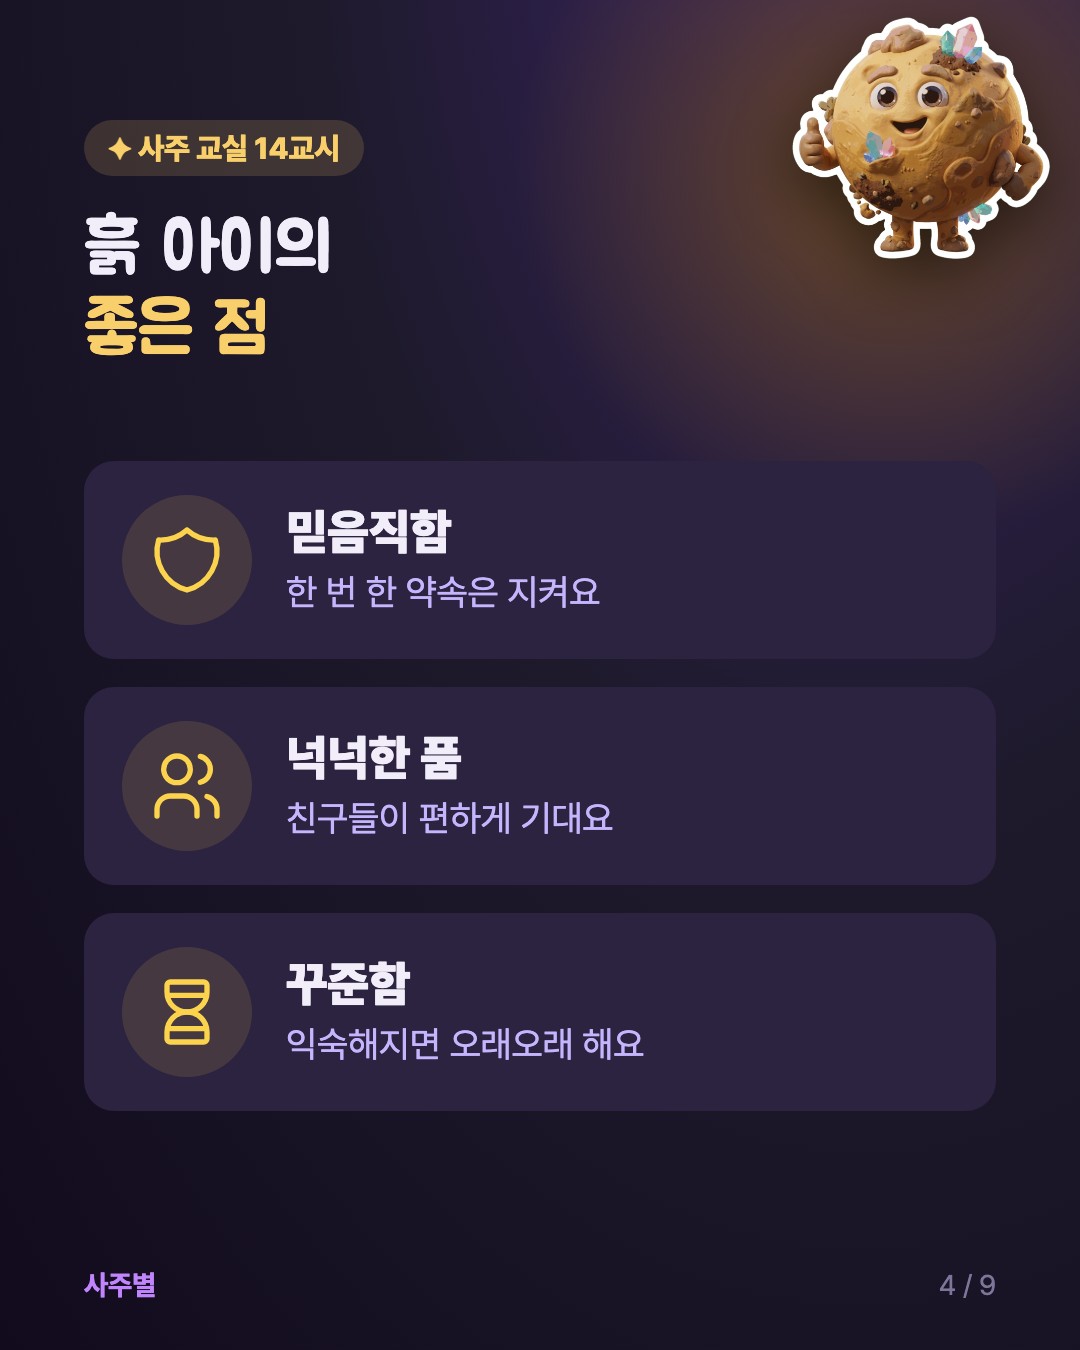 ✦ 사주 교실 14교시
흙 아이의
좋은 점
믿음직함
한 번 한 약속은 지켜요
넉넉한 품
친구들이 편하게 기대요
꾸준함
익숙해지면 오래오래 해요
사주별
4 / 9